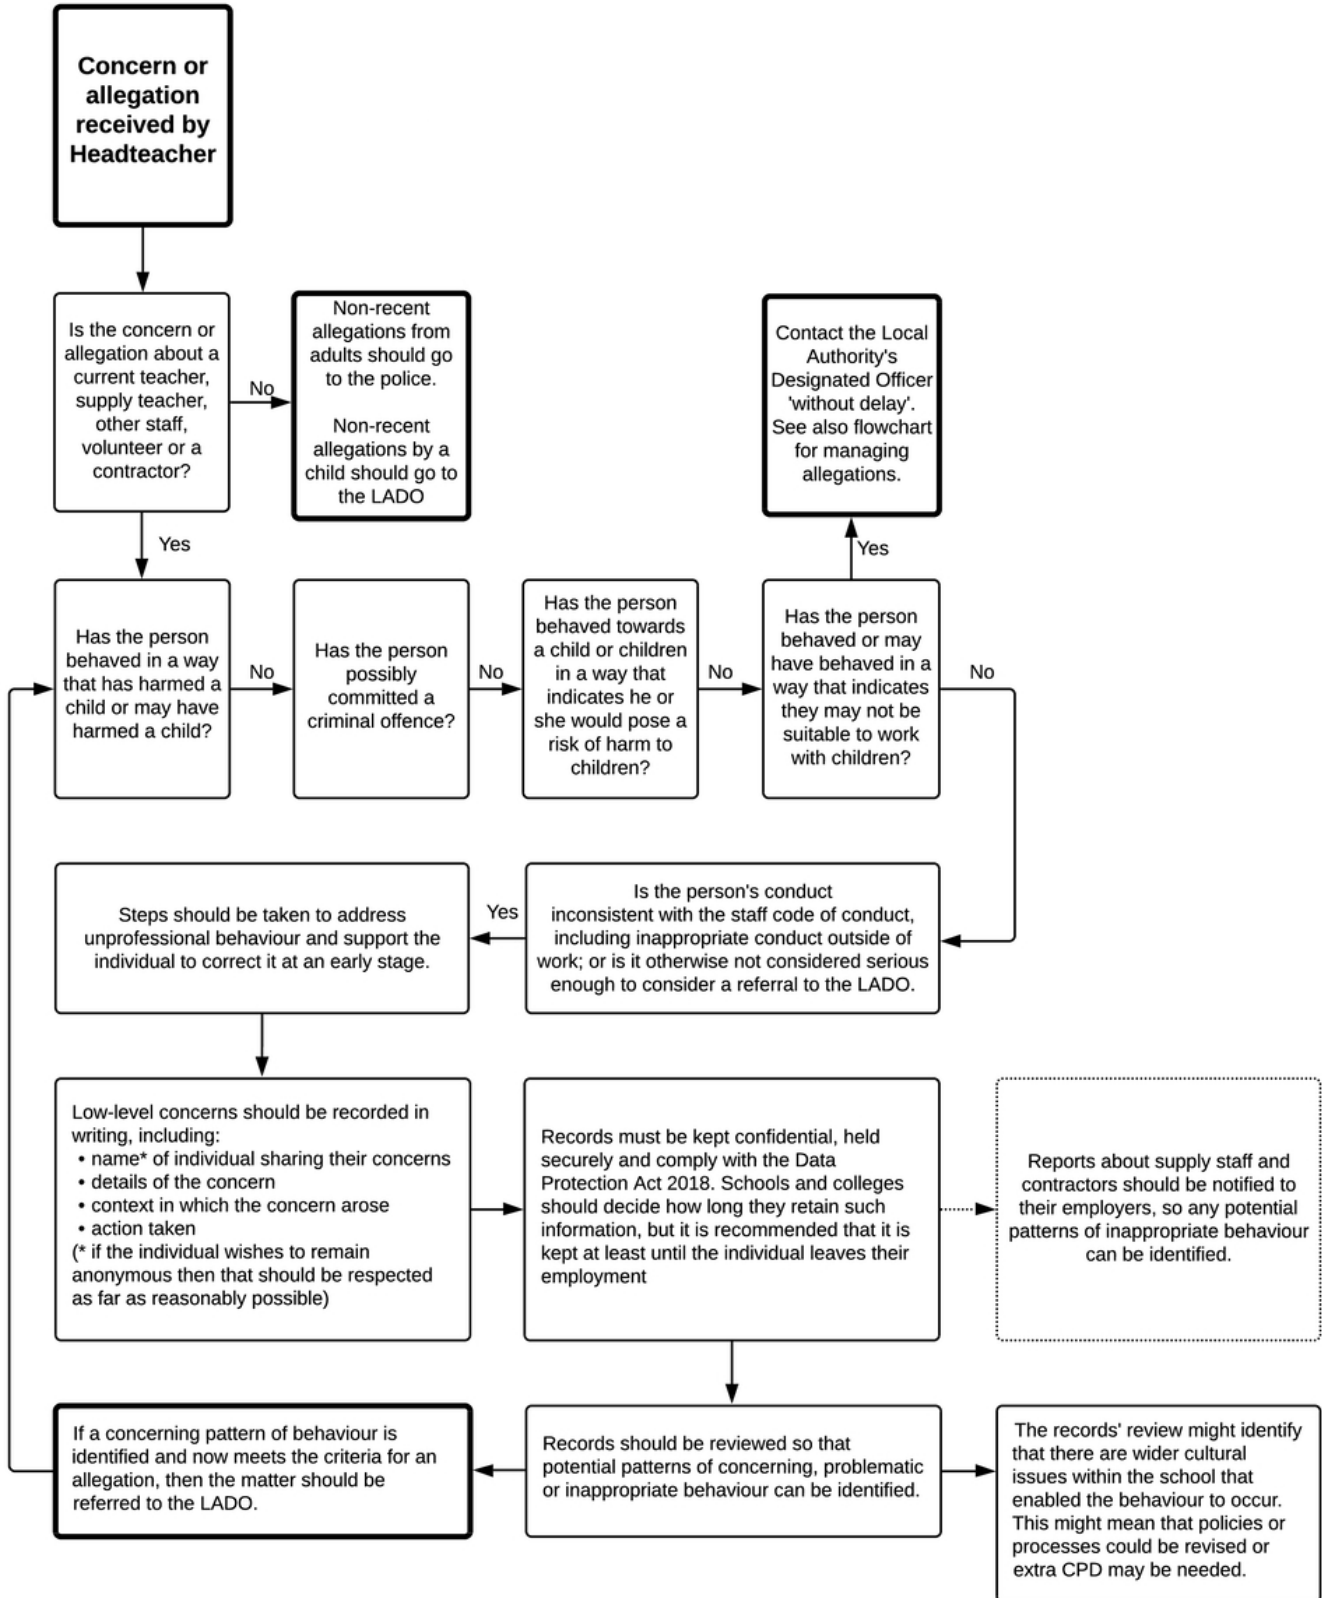 Concern or
allegation
received by
Headteacher
Is the concern or
allegation about a
current teacher,
supply teacher,
other staff,
volunteer or a
contractor?
No
Non-recent
allegations from
adults should go
to the police.
Non-recent
allegations by a
child should go to
the LADO
Contact the Local
Authority's
Designated Officer
'without delay'.
See also flowchart
for managing
allegations.
Yes
Yes
Has the person
behaved in a way
that has harmed a
child or may have
harmed a child?
No
Has the person
possibly
committed a
criminal offence?
No
Has the person
behaved towards
a child or children
in a way that
indicates he or
she would pose a
risk of harm to
children?
No
Has the person
behaved or may
have behaved in a
way that indicates
they may not be
suitable to work
with children?
No
Is the person's conduct
inconsistent with the staff code of conduct,
including inappropriate conduct outside of
work; or is it otherwise not considered serious
enough to consider a referral to the LADO.
Yes
Steps should be taken to address
unprofessional behaviour and support the
individual to correct it at an early stage.
Low-level concerns should be recorded in
writing, including:
• name* of individual sharing their concerns
• details of the concern
• context in which the concern arose
• action taken
(* if the individual wishes to remain
anonymous then that should be respected
as far as reasonably possible)
Records must be kept confidential, held
securely and comply with the Data
Protection Act 2018. Schools and colleges
should decide how long they retain such
information, but it is recommended that it is
kept at least until the individual leaves their
employment
Reports about supply staff and
contractors should be notified to
their employers, so any potential
patterns of inappropriate behaviour
can be identified.
If a concerning pattern of behaviour is
identified and now meets the criteria for an
allegation, then the matter should be
referred to the LADO.
Records should be reviewed so that
potential patterns of concerning, problematic
or inappropriate behaviour can be identified.
The records' review might identify
that there are wider cultural
issues within the school that
enabled the behaviour to occur.
This might mean that policies or
processes could be revised or
extra CPD may be needed.